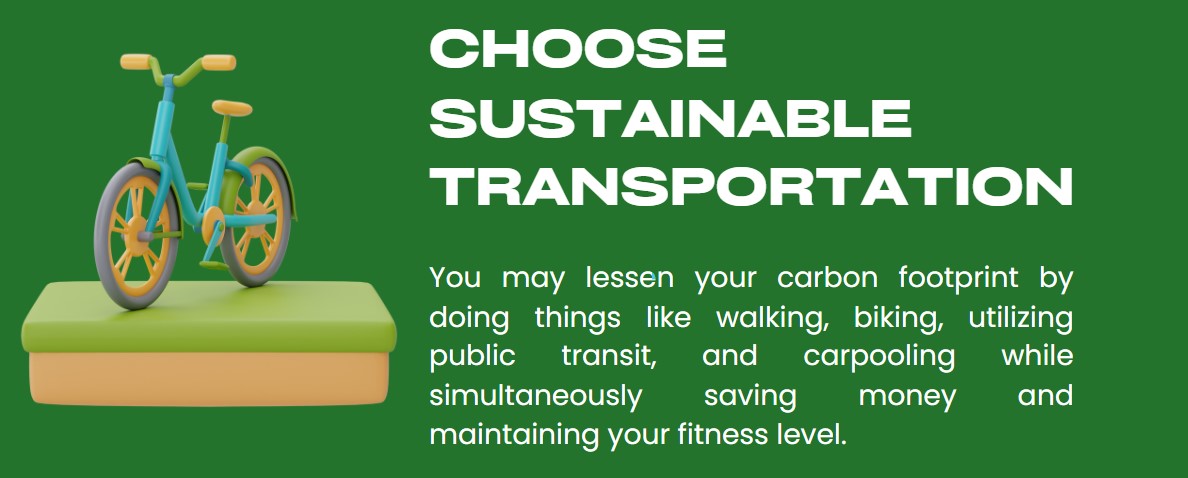 CHOOSE
SUSTAINABLE
TRANSPORTATION
You may lessen your carbon footprint by
doing things like walking, biking, utilizing
public transit, and carpooling while
simultaneously saving money and
maintaining your fitness level.